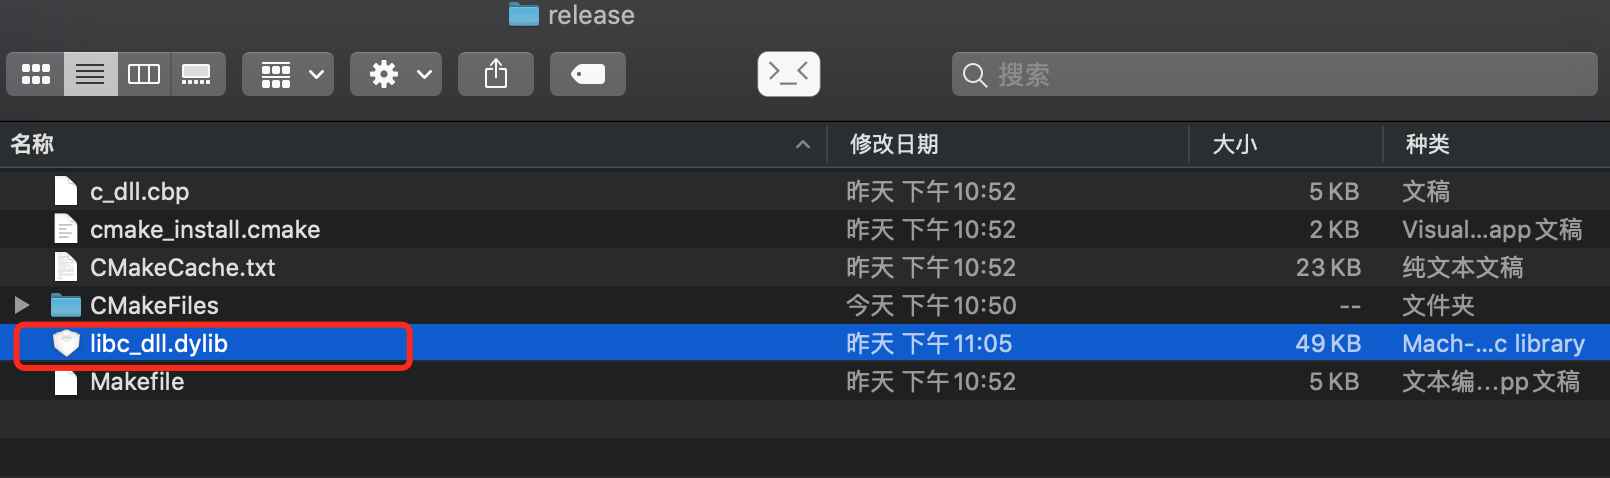 release
搜索
名称 修改日期 大小 种类
c_dll.cbp 昨天 下午10:52 5 KB 文稿
cmake_install.cmake 昨天 下午10:52 2 KB Visual...app文稿
CMakeCache.txt 昨天 下午10:52 23 KB 纯文本文稿
CMakeFiles 今天 下午10:50 -- 文件夹
libc_dll.dylib 昨天 下午11:05 49 KB Mach-...c library
Makefile 昨天 下午10:52 5 KB 文本编...pp文稿